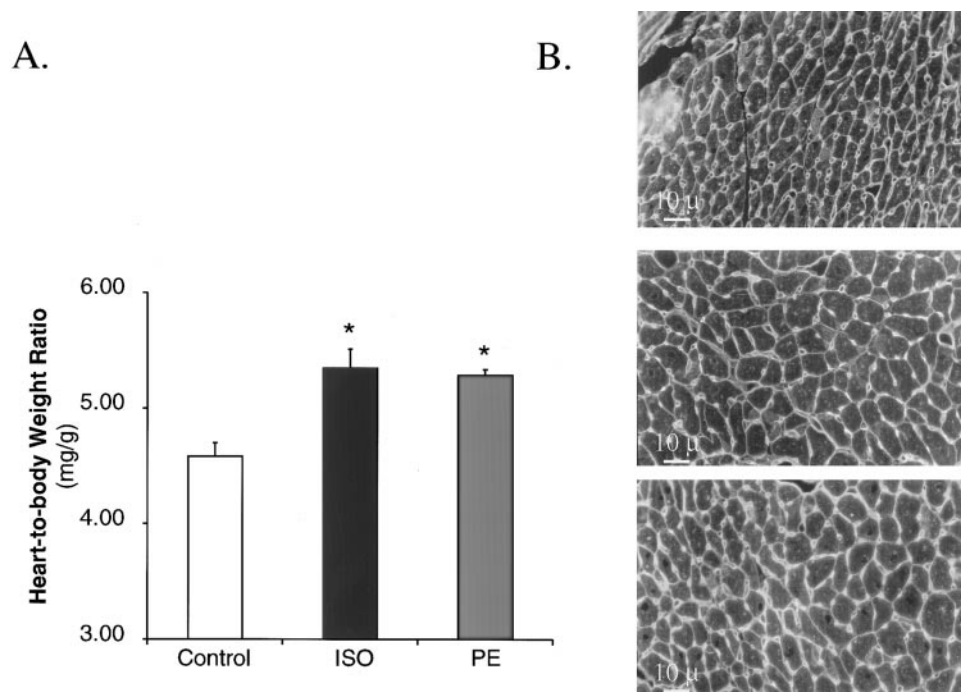 A.
B.
Heart-to-body Weight Ratio
(mg/g)
6.00
*
*
5.00
4.00
3.00
Control ISO PE
10 µ
10 µ
10 µ